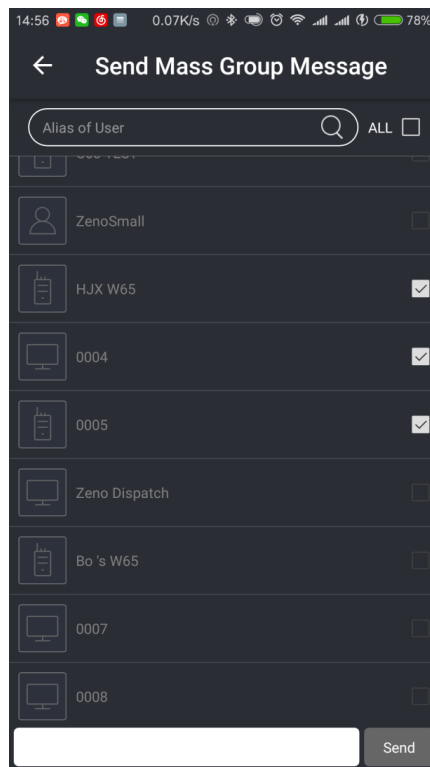 14:56 0.07K/s 78%
Send Mass Group Message
Alias of User ALL
ZenoSmall
HJX W65
0004
0005
Zeno Dispatch
Bo 's W65
0007
0008
Send